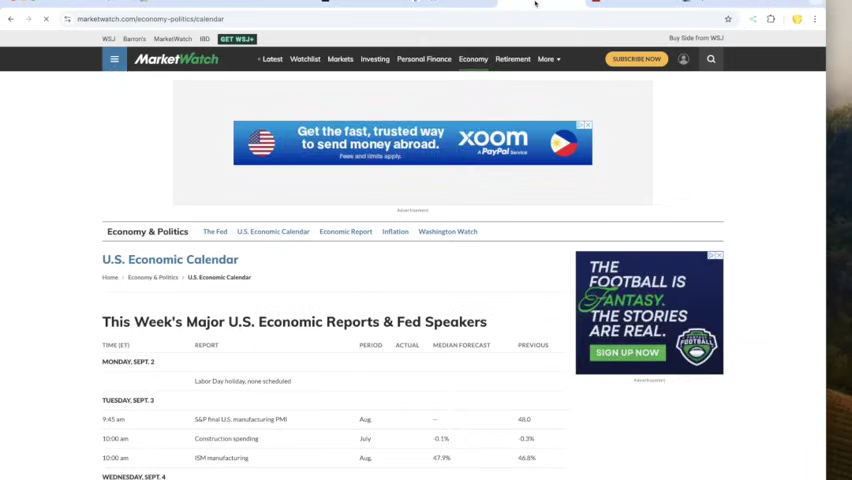 marketwatch.com/economy-politics/calendar
WSJ Barron's MarketWatch IBD GET WSJ+ Buy Side from WSJ
MarketWatch Latest Watchlist Markets Investing Personal Finance Economy Retirement More SUBSCRIBE NOW
Get the fast, trusted way
to send money abroad.
Fees and limits apply.
xoom
A PayPal Service
Advertisement
Economy & Politics The Fed U.S. Economic Calendar Economic Report Inflation Washington Watch
U.S. Economic Calendar
Home Economy & Politics U.S. Economic Calendar
THE
FOOTBALL IS
FANTASY.
THE STORIES
ARE REAL.
SIGN UP NOW
FANTASY
FOOTBALL
Advertisement
This Week's Major U.S. Economic Reports & Fed Speakers
TIME (ET) REPORT PERIOD ACTUAL MEDIAN FORECAST PREVIOUS
MONDAY, SEPT. 2
Labor Day holiday, none scheduled
TUESDAY, SEPT. 3
9:45 am S&P final U.S. manufacturing PMI Aug. -- 48.0
10:00 am Construction spending July -0.1% -0.3%
10:00 am ISM manufacturing Aug. 47.9% 46.8%
WEDNESDAY, SEPT. 4